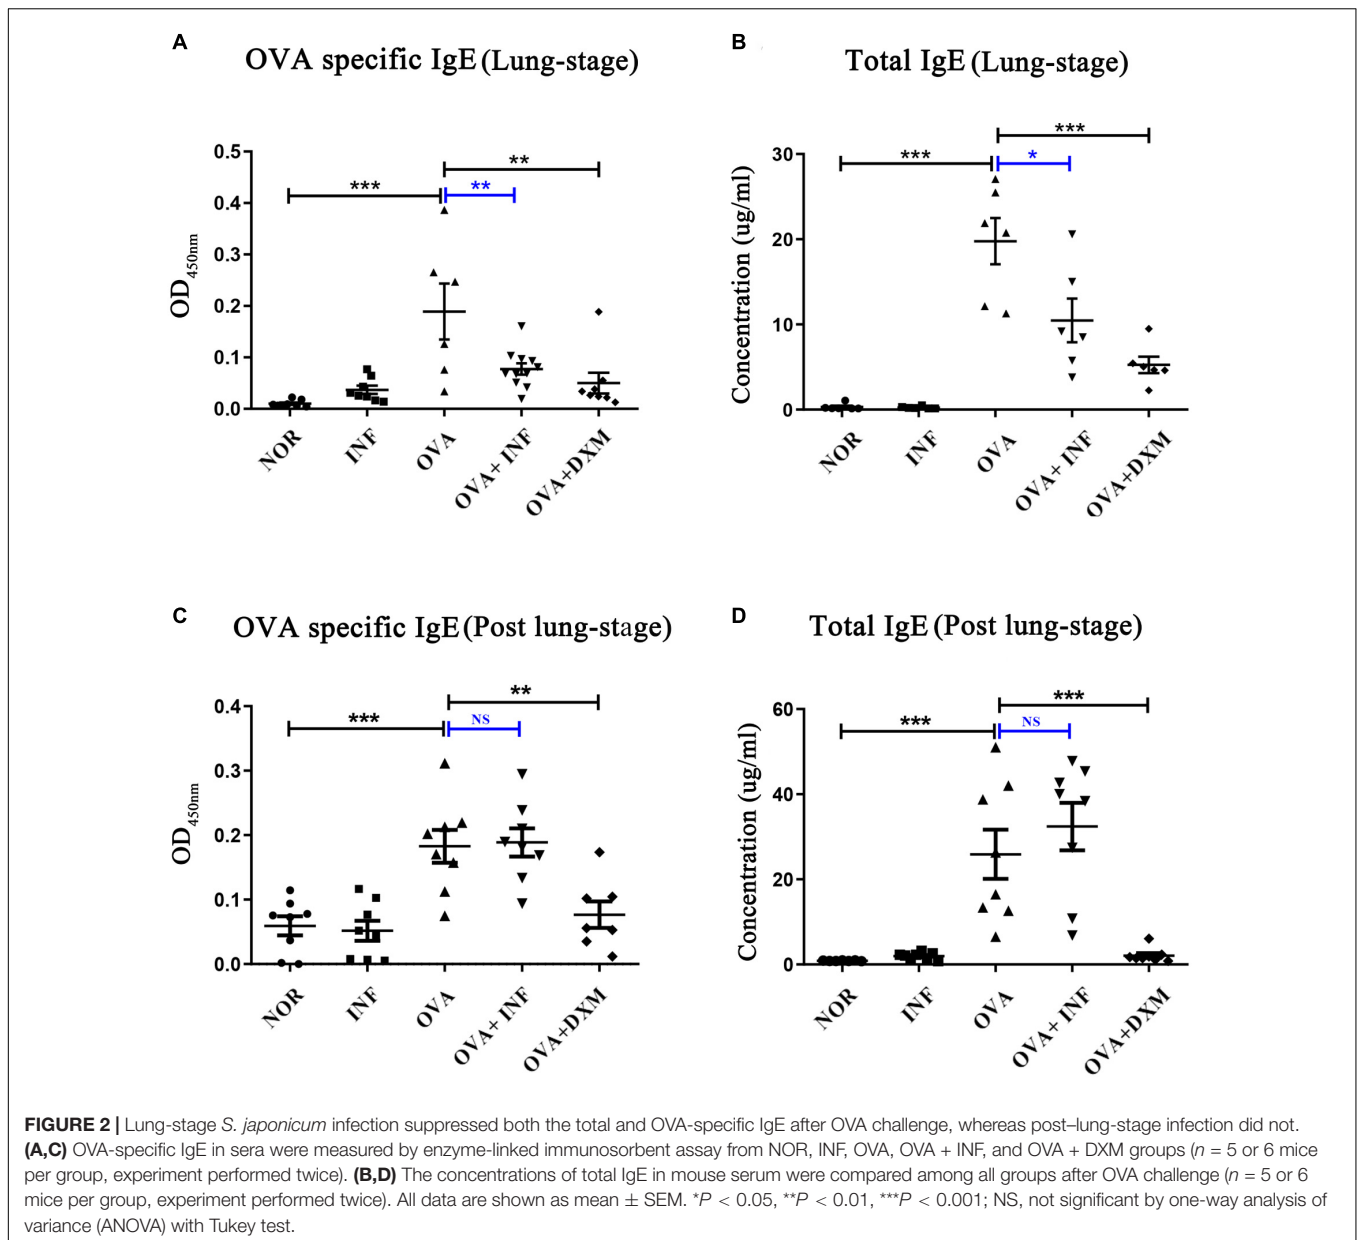 A
OVA specific IgE (Lung-stage)
0.5
0.4
0.3
0.2
0.1
0.0
OD450nm
***
**
**
NOR
INF
OVA
OVA+ INF
OVA+DXM
B
Total IgE (Lung-stage)
30
20
10
0
Concentration (ug/ml)
***
*
***
NOR
INF
OVA
OVA+ INF
OVA+DXM
C
OVA specific IgE (Post lung-stage)
0.4
0.3
0.2
0.1
0.0
OD450nm
***
NS
**
NOR
INF
OVA
OVA+ INF
OVA+DXM
D
Total IgE (Post lung-stage)
60
40
20
0
Concentration (ug/ml)
***
NS
***
NOR
INF
OVA
OVA+ INF
OVA+DXM
FIGURE 2 | Lung-stage S. japonicum infection suppressed both the total and OVA-specific IgE after OVA challenge, whereas post–lung-stage infection did not.
(A,C) OVA-specific IgE in sera were measured by enzyme-linked immunosorbent assay from NOR, INF, OVA, OVA + INF, and OVA + DXM groups (n = 5 or 6 mice
per group, experiment performed twice). (B,D) The concentrations of total IgE in mouse serum were compared among all groups after OVA challenge (n = 5 or 6
mice per group, experiment performed twice). All data are shown as mean ± SEM. *P < 0.05, **P < 0.01, ***P < 0.001; NS, not significant by one-way analysis of
variance (ANOVA) with Tukey test.